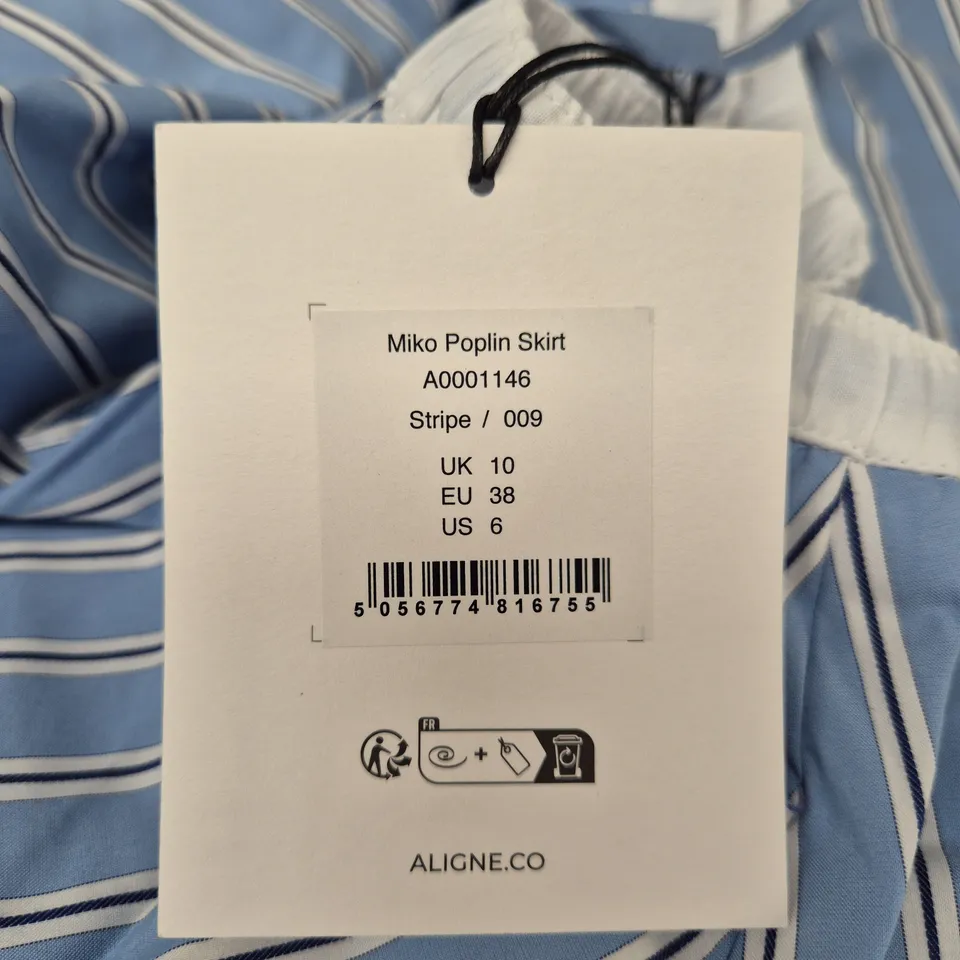 Miko Poplin Skirt
A0001146
Stripe / 009
UK 10
EU 38
US 6
5 056774 816755
FR
ALIGNE.CO